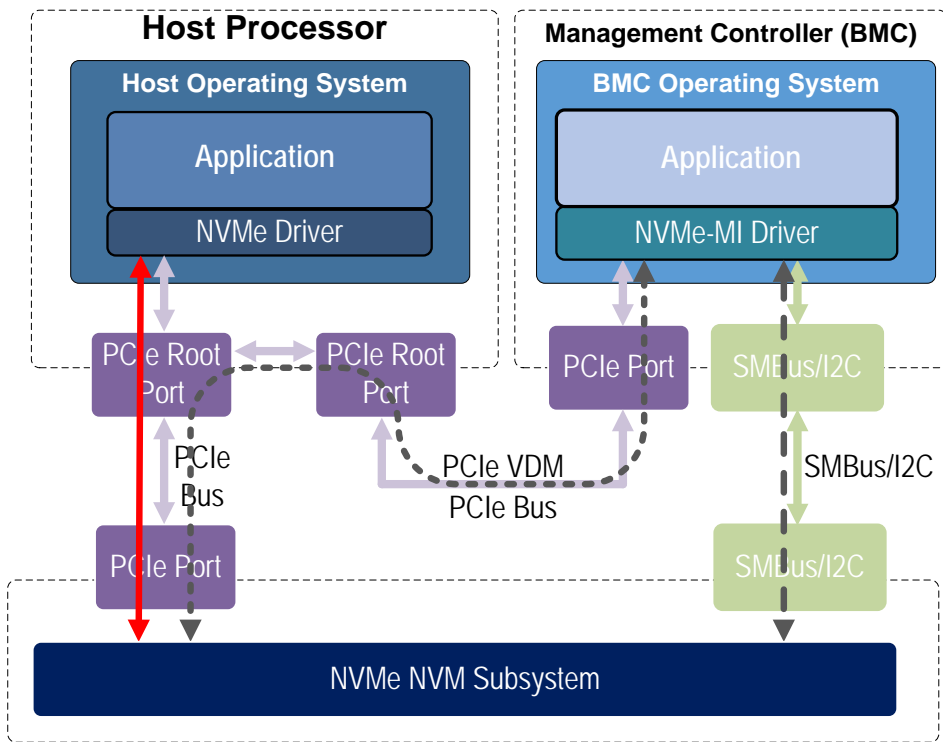 Host Processor
Management Controller (BMC)
Host Operating System
BMC Operating System
Application
Application
NVMe Driver
NVMe-MI Driver
PCIe Root
Port
PCIe Root
Port
PCIe Port
SMBus/I2C
PCIe
Bus
PCIe VDM
PCIe Bus
SMBus/I2C
PCIe Port
SMBus/I2C
NVMe NVM Subsystem